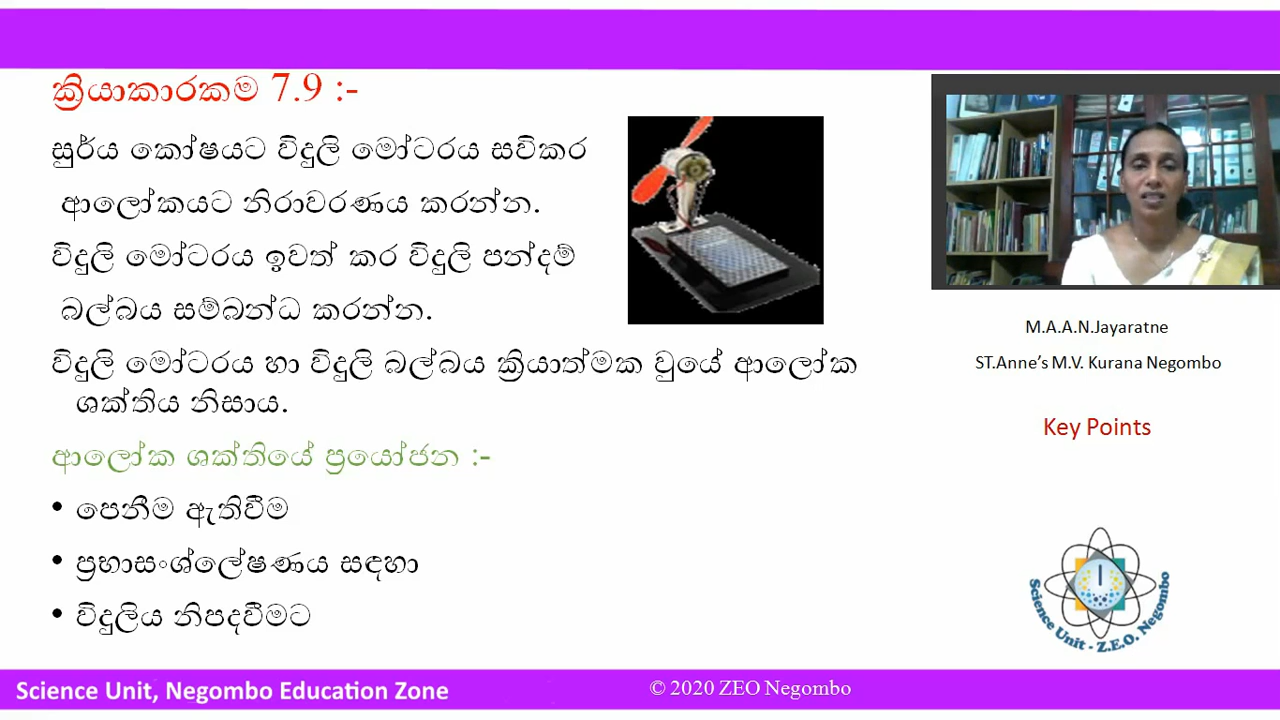 ක්‍රියාකාරකම 7.9 :-
සූර්ය කෝෂයට විදුලි මෝටරය සවිකර
ආලෝකයට නිරාවරණය කරන්න.
විදුලි මෝටරය ඉවත් කර විදුලි පන්දම්
බල්බය සම්බන්ධ කරන්න.
විදුලි මෝටරය හා විදුලි බල්බය ක්‍රියාත්මක වුයේ ආලෝක
ශක්තිය නිසාය.
ආලෝක ශක්තියේ ප්‍රයෝජන :-
• පෙනීම ඇතිවීම
• ප්‍රභාසංශ්ලේෂණය සඳහා
• විදුලිය නිපදවීමට
M.A.A.N.Jayaratne
ST.Anne’s M.V. Kurana Negombo
Key Points
Science Unit - Z.E.O. Negombo
Science Unit, Negombo Education Zone
© 2020 ZEO Negombo